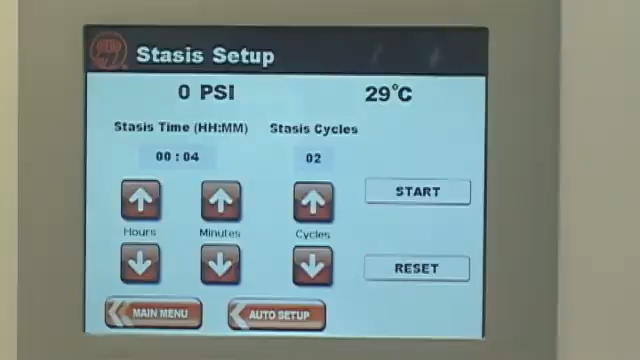 Stasis Setup
0 PSI 29°C
Stasis Time (HH:MM) Stasis Cycles
00 : 04 02
START
Hours Minutes Cycles
RESET
MAIN MENU AUTO SETUP